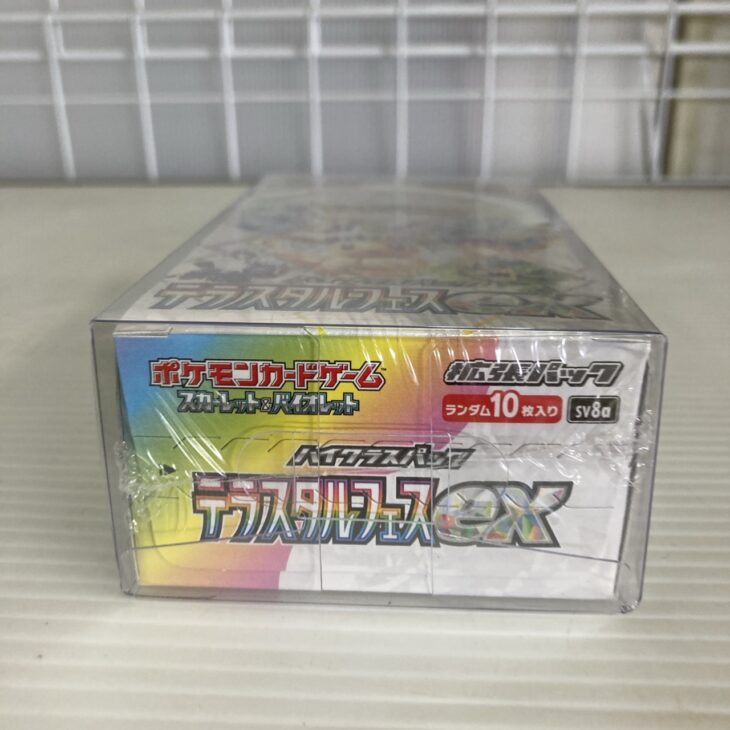 テラスタルフェスex
ポケモンカードゲーム
スカーレット&バイオレット
拡張パック
ランダム10枚入り
sv8a
ハイクラスパック
テラスタルフェスex